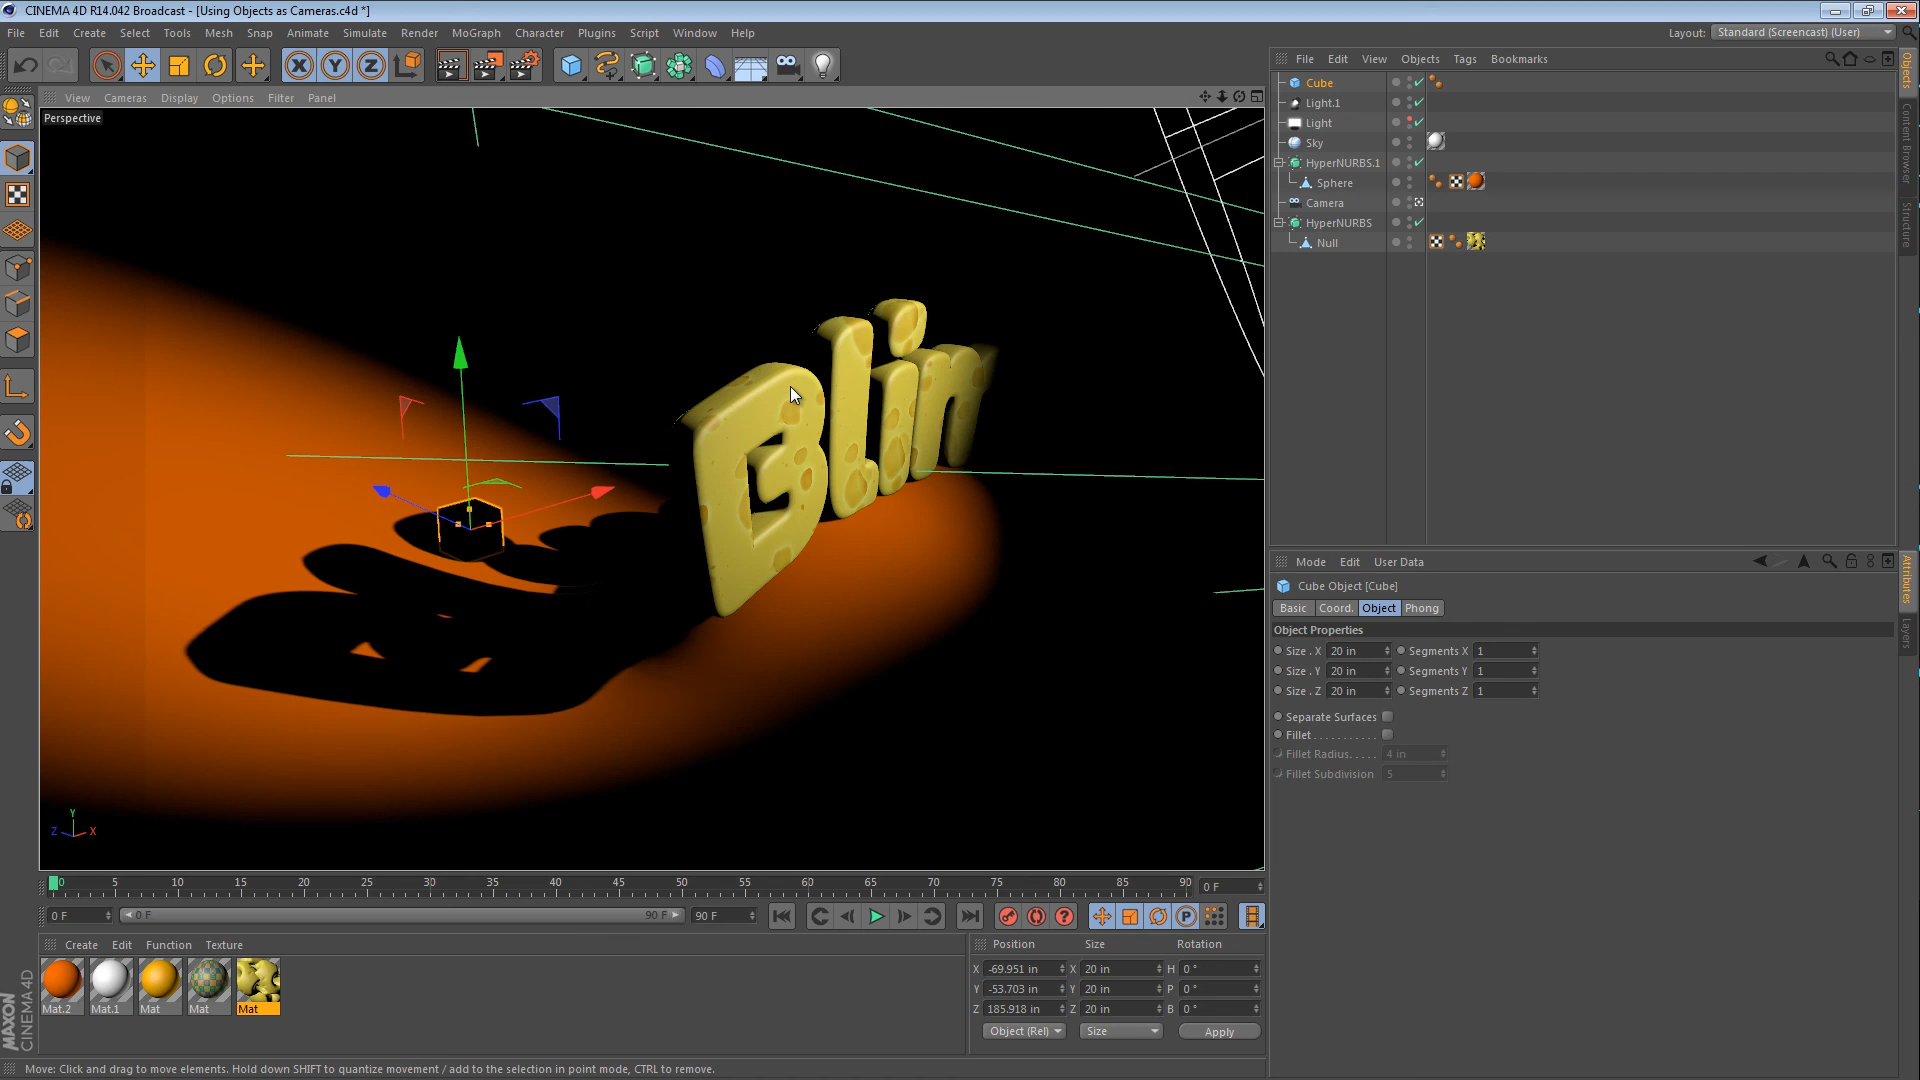 CINEMA 4D R14.042 Broadcast - [Using Objects as Cameras.c4d *]
File Edit Create Select Tools Mesh Snap Animate Simulate Render MoGraph Character Plugins Script Window Help
Layout: Standard (Screencast) (User)
View Cameras Display Options Filter Panel
Perspective
Blin
Y
Z X
File Edit View Objects Tags Bookmarks
Cube
Light.1
Light
Sky
HyperNURBS.1
Sphere
Camera
HyperNURBS
Null
Objects
Content Browser
Structure
Mode Edit User Data
Cube Object [Cube]
Basic Coord. Object Phong
Object Properties
Size . X 20 in Segments X 1
Size . Y 20 in Segments Y 1
Size . Z 20 in Segments Z 1
Separate Surfaces
Fillet . . . . . . . . . . .
Fillet Radius. . . . . 4 in
Fillet Subdivision 5
Attributes
Layers
0 5 10 15 20 25 30 35 40 45 50 55 60 65 70 75 80 85 90 0 F
0 F 0 F 90 F 90 F
P
Create Edit Function Texture
Mat.2 Mat.1 Mat Mat Mat
Position Size Rotation
X -69.951 in X 20 in H 0 °
Y -53.703 in Y 20 in P 0 °
Z 185.918 in Z 20 in B 0 °
Object (Rel) Size Apply
MAXON
CINEMA 4D
Move: Click and drag to move elements. Hold down SHIFT to quantize movement / add to the selection in point mode, CTRL to remove.